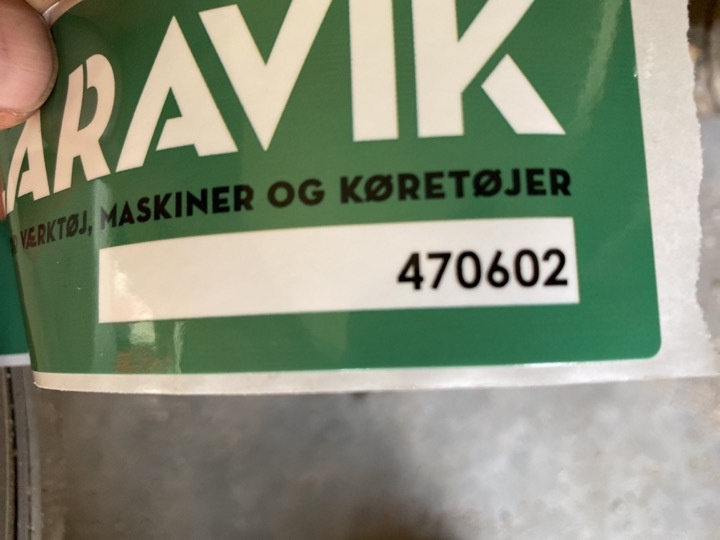 ARAVIK
VÆRKTØJ, MASKINER OG KØRETØJER
470602